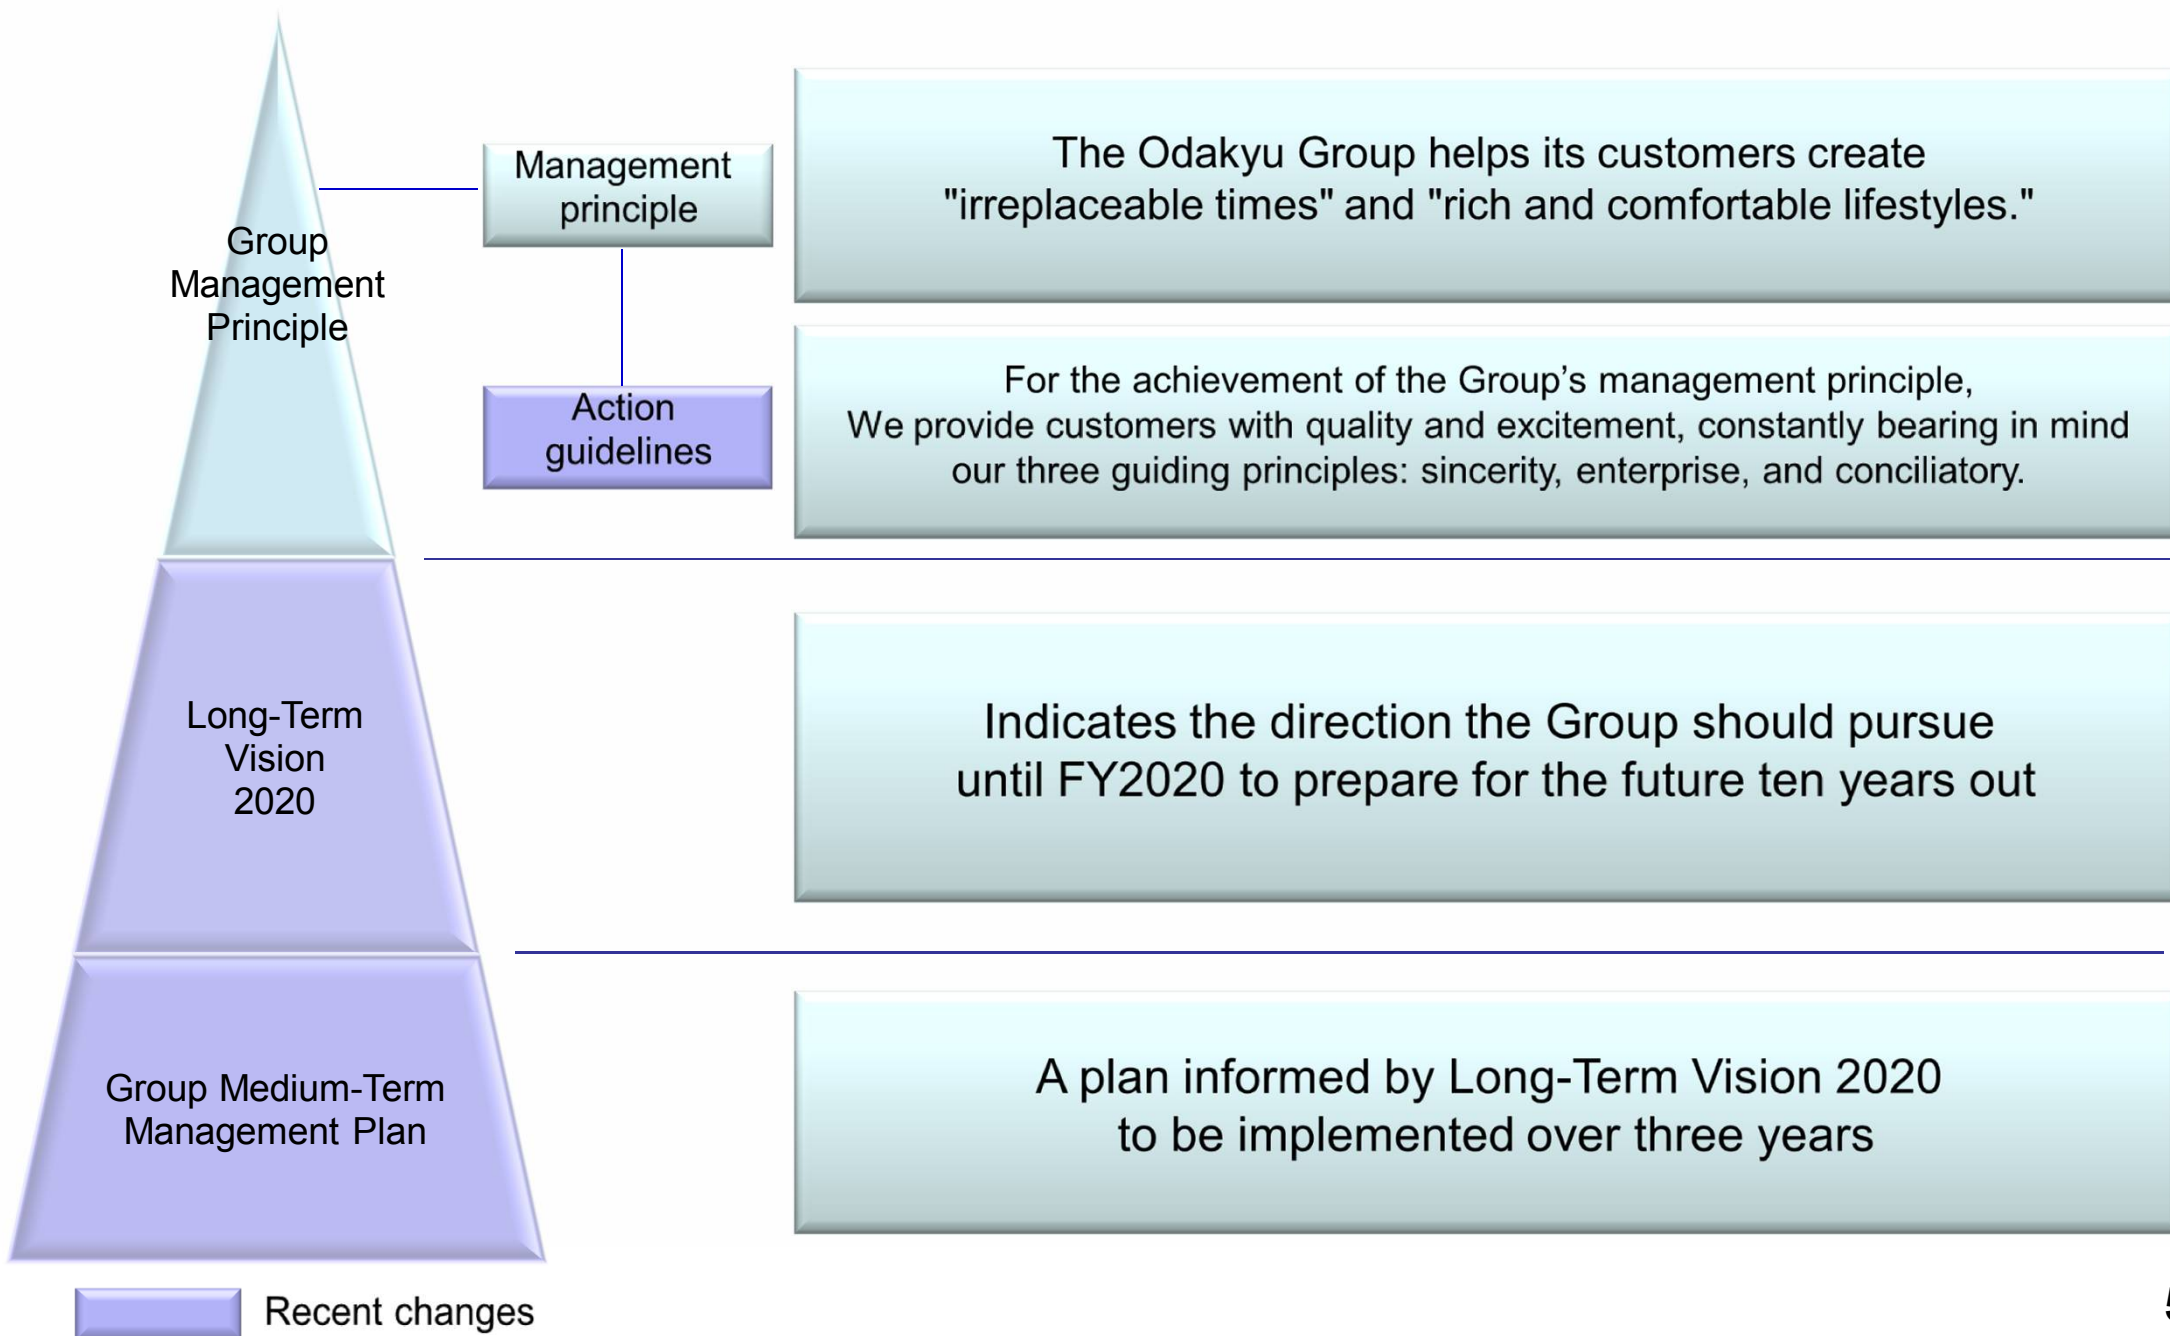 Group
Management
Principle
Management
principle
The Odakyu Group helps its customers create
"irreplaceable times" and "rich and comfortable lifestyles."
Action
guidelines
For the achievement of the Group’s management principle,
We provide customers with quality and excitement, constantly bearing in mind
our three guiding principles: sincerity, enterprise, and conciliatory.
Long-Term
Vision
2020
Indicates the direction the Group should pursue
until FY2020 to prepare for the future ten years out
Group Medium-Term
Management Plan
A plan informed by Long-Term Vision 2020
to be implemented over three years
Recent changes